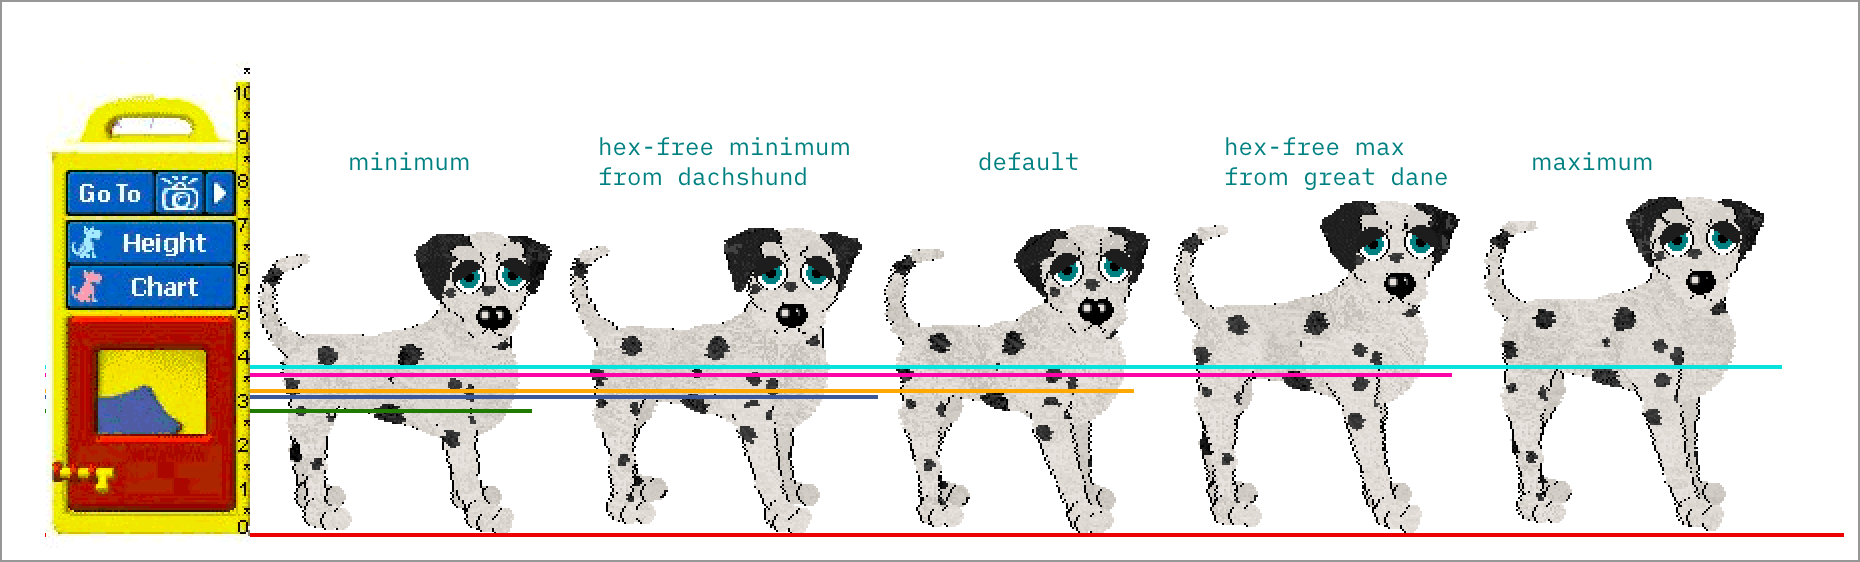 10
9
8
7
6
5
4
3
2
1
0
Go To
Height
Chart
minimum
hex-free minimum
from dachshund
default
hex-free max
from great dane
maximum